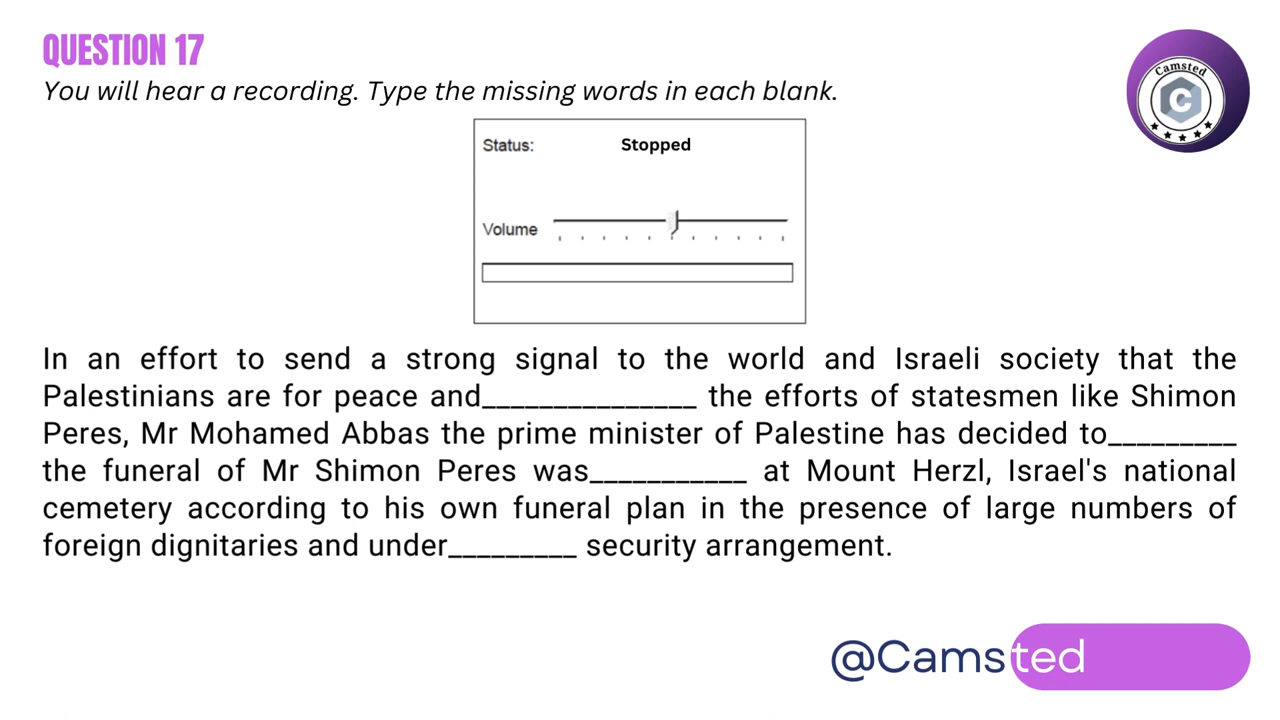 QUESTION 17
You will hear a recording. Type the missing words in each blank.
Camsted
C
Status: Stopped
Volume
In an effort to send a strong signal to the world and Israeli society that the
Palestinians are for peace and_______________ the efforts of statesmen like Shimon
Peres, Mr Mohamed Abbas the prime minister of Palestine has decided to_________
the funeral of Mr Shimon Peres was___________ at Mount Herzl, Israel's national
cemetery according to his own funeral plan in the presence of large numbers of
foreign dignitaries and under_________ security arrangement.
@Camsted